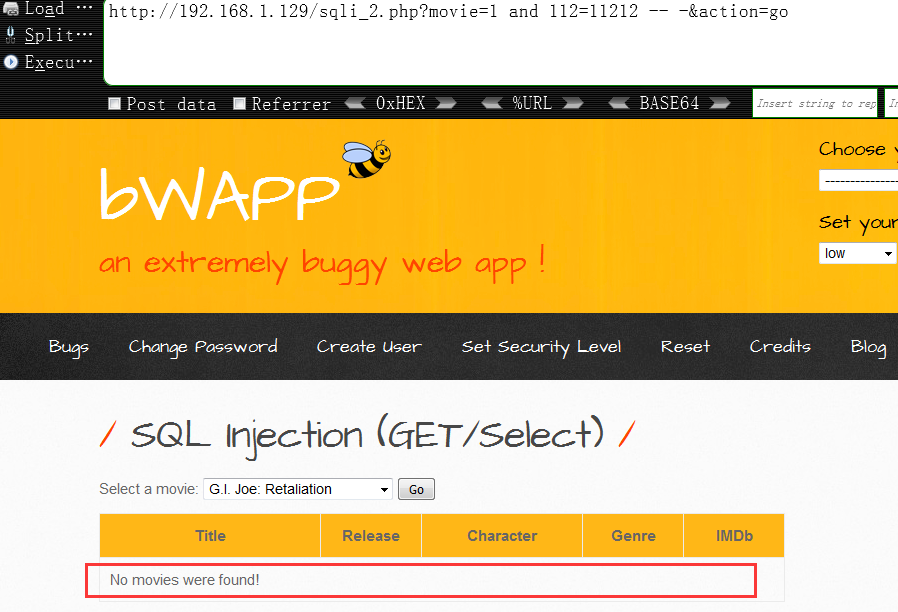 Load
http://192.168.1.129/sqli_2.php?movie=1 and 112=11212 -- -&action=go
Split···
Execu···
Post data Referrer 0xHEX %URL BASE64 Insert string to rep
Choose
bWAPP
Set your
an extremely buggy web app !
low
Bugs Change Password Create User Set Security Level Reset Credits Blog
/ SQL Injection (GET/Select) /
Select a movie: G.I. Joe: Retaliation Go
Title Release Character Genre IMDb
No movies were found!